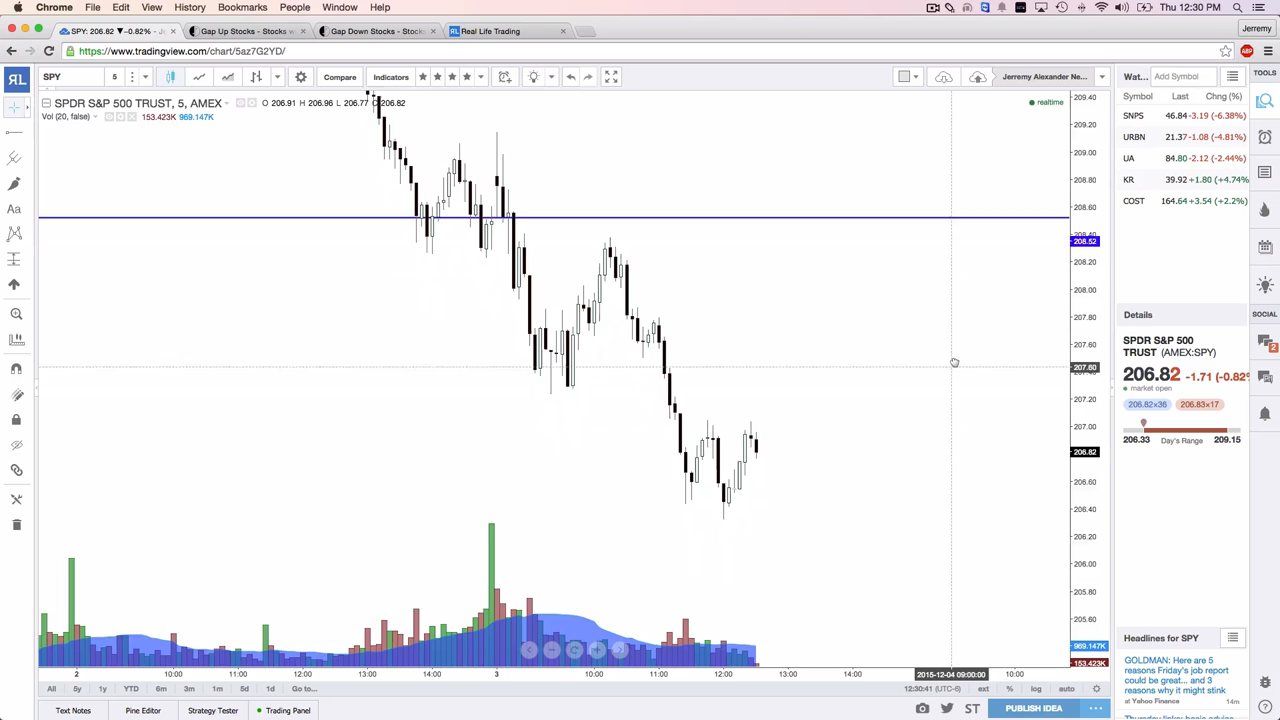 Chrome File Edit View History Bookmarks People Window Help
Thu 12:30 PM
SPY: 206.82 ▼−0.82% - J
Gap Up Stocks - Stocks w
Gap Down Stocks - Stocks
Real Life Trading
Jeremy
https://www.tradingview.com/chart/5az7G2YD/
RL SPY 5 Compare Indicators Jerremy Alexander Ne...
Wat... Add Symbol
TOOLS
SPDR S&P 500 TRUST, 5, AMEX O 206.91 H 206.96 L 206.77 C 206.82
realtime
Vol (20, false) 153.423K 969.147K
Symbol Last Chng (%)
SNPS 46.84 -3.19 (-6.38%)
URBN 21.37 -1.08 (-4.81%)
UA 84.80 -2.12 (-2.44%)
KR 39.92 +1.80 (+4.74%
COST 164.64 +3.54 (+2.2%)
Aa
209.40
209.20
209.00
208.80
208.60
208.40
208.52
208.20
208.00
207.80
207.60
207.60
207.20
207.00
206.82
206.60
206.40
206.20
206.00
205.80
205.60
969.147K
153.423K
Details
SOCIAL
SPDR S&P 500
TRUST (AMEX:SPY)
2
206.82 -1.71 (-0.82%
market open
206.82×36 206.83×17
206.33 Day's Range 209.15
Headlines for SPY
GOLDMAN: Here are 5
reasons Friday's job report
could be great... and 3
reasons why it might stink
Yahoo Finance 14m
2 10:00 11:00 12:00 13:00 14:00 10:00 11:00 12:00 13:00 14:00 2015-12-04 09:00:00 10:00
All 5y 1y YTD 6m 3m 1m 5d 1d Go to...
12:30:41 (UTC-6) ext % log auto
Text Notes Pine Editor Strategy Tester Trading Panel
ST PUBLISH IDEA ...